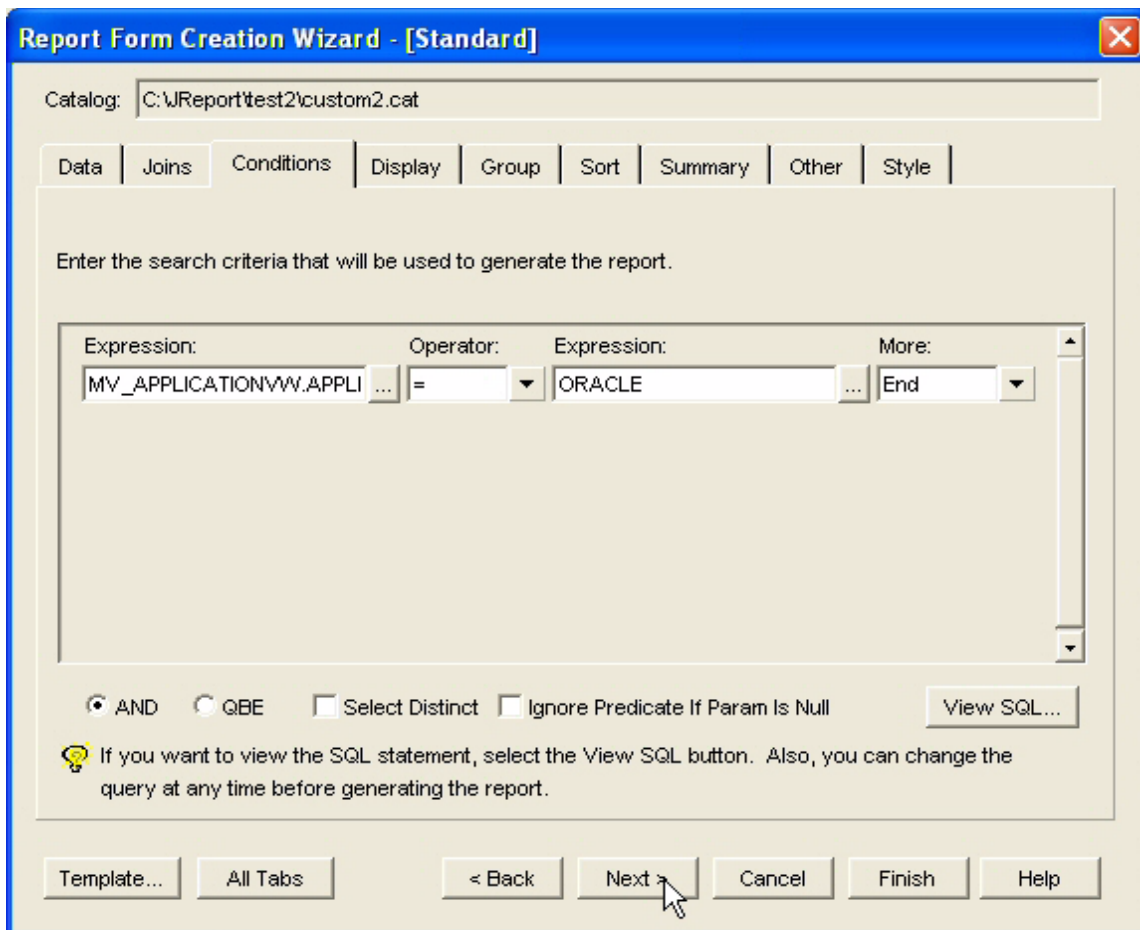 Report Form Creation Wizard - [Standard]
Catalog: C:\JReport\test2\custom2.cat
Data Joins Conditions Display Group Sort Summary Other Style
Enter the search criteria that will be used to generate the report.
Expression: Operator: Expression: More:
MV_APPLICATIONVW.APPLI ... = ORACLE ... End
AND QBE Select Distinct Ignore Predicate If Param Is Null View SQL...
If you want to view the SQL statement, select the View SQL button. Also, you can change the
query at any time before generating the report.
Template... All Tabs < Back Next > Cancel Finish Help